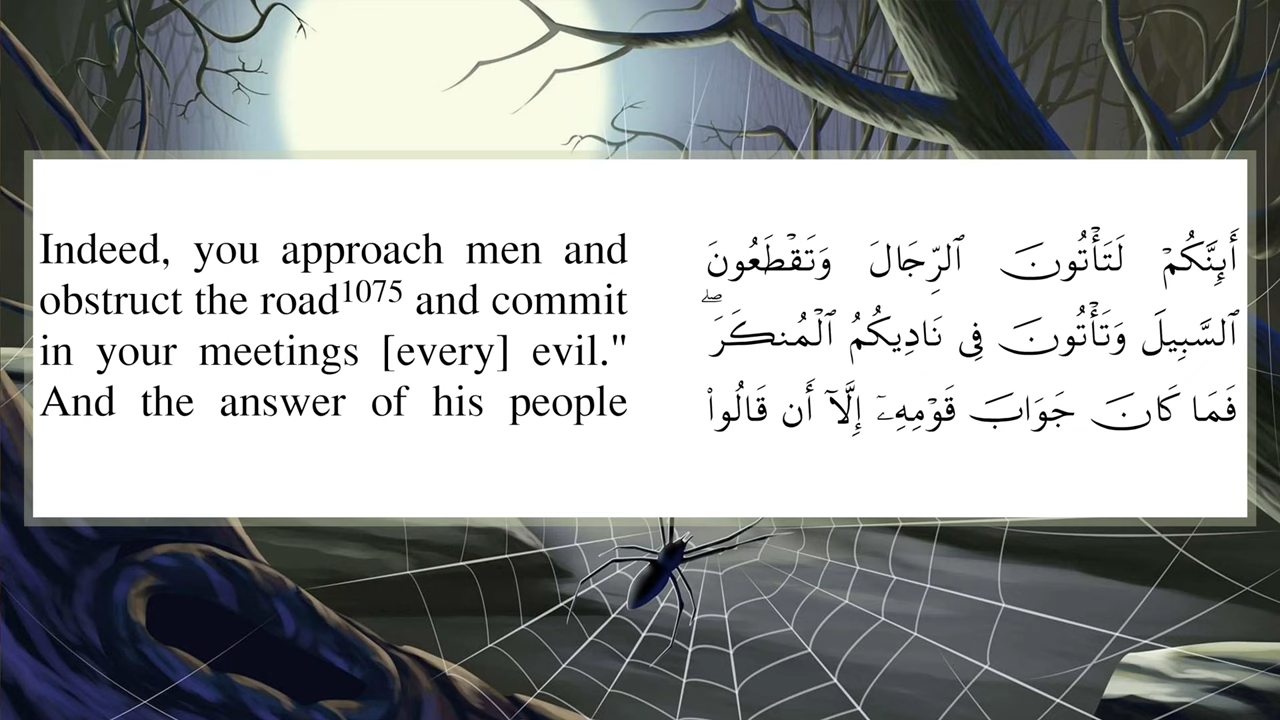 Indeed, you approach men and
obstruct the road1075 and commit
in your meetings [every] evil."
And the answer of his people
أَئِنَّكُمْ لَتَأْتُونَ ٱلرِّجَالَ وَتَقْطَعُونَ
ٱلسَّبِيلَ وَتَأْتُونَ فِى نَادِيكُمُ ٱلْمُنكَرَ ۖ
فَمَا كَانَ جَوَابَ قَوْمِهِۦٓ إِلَّآ أَن قَالُوا۟